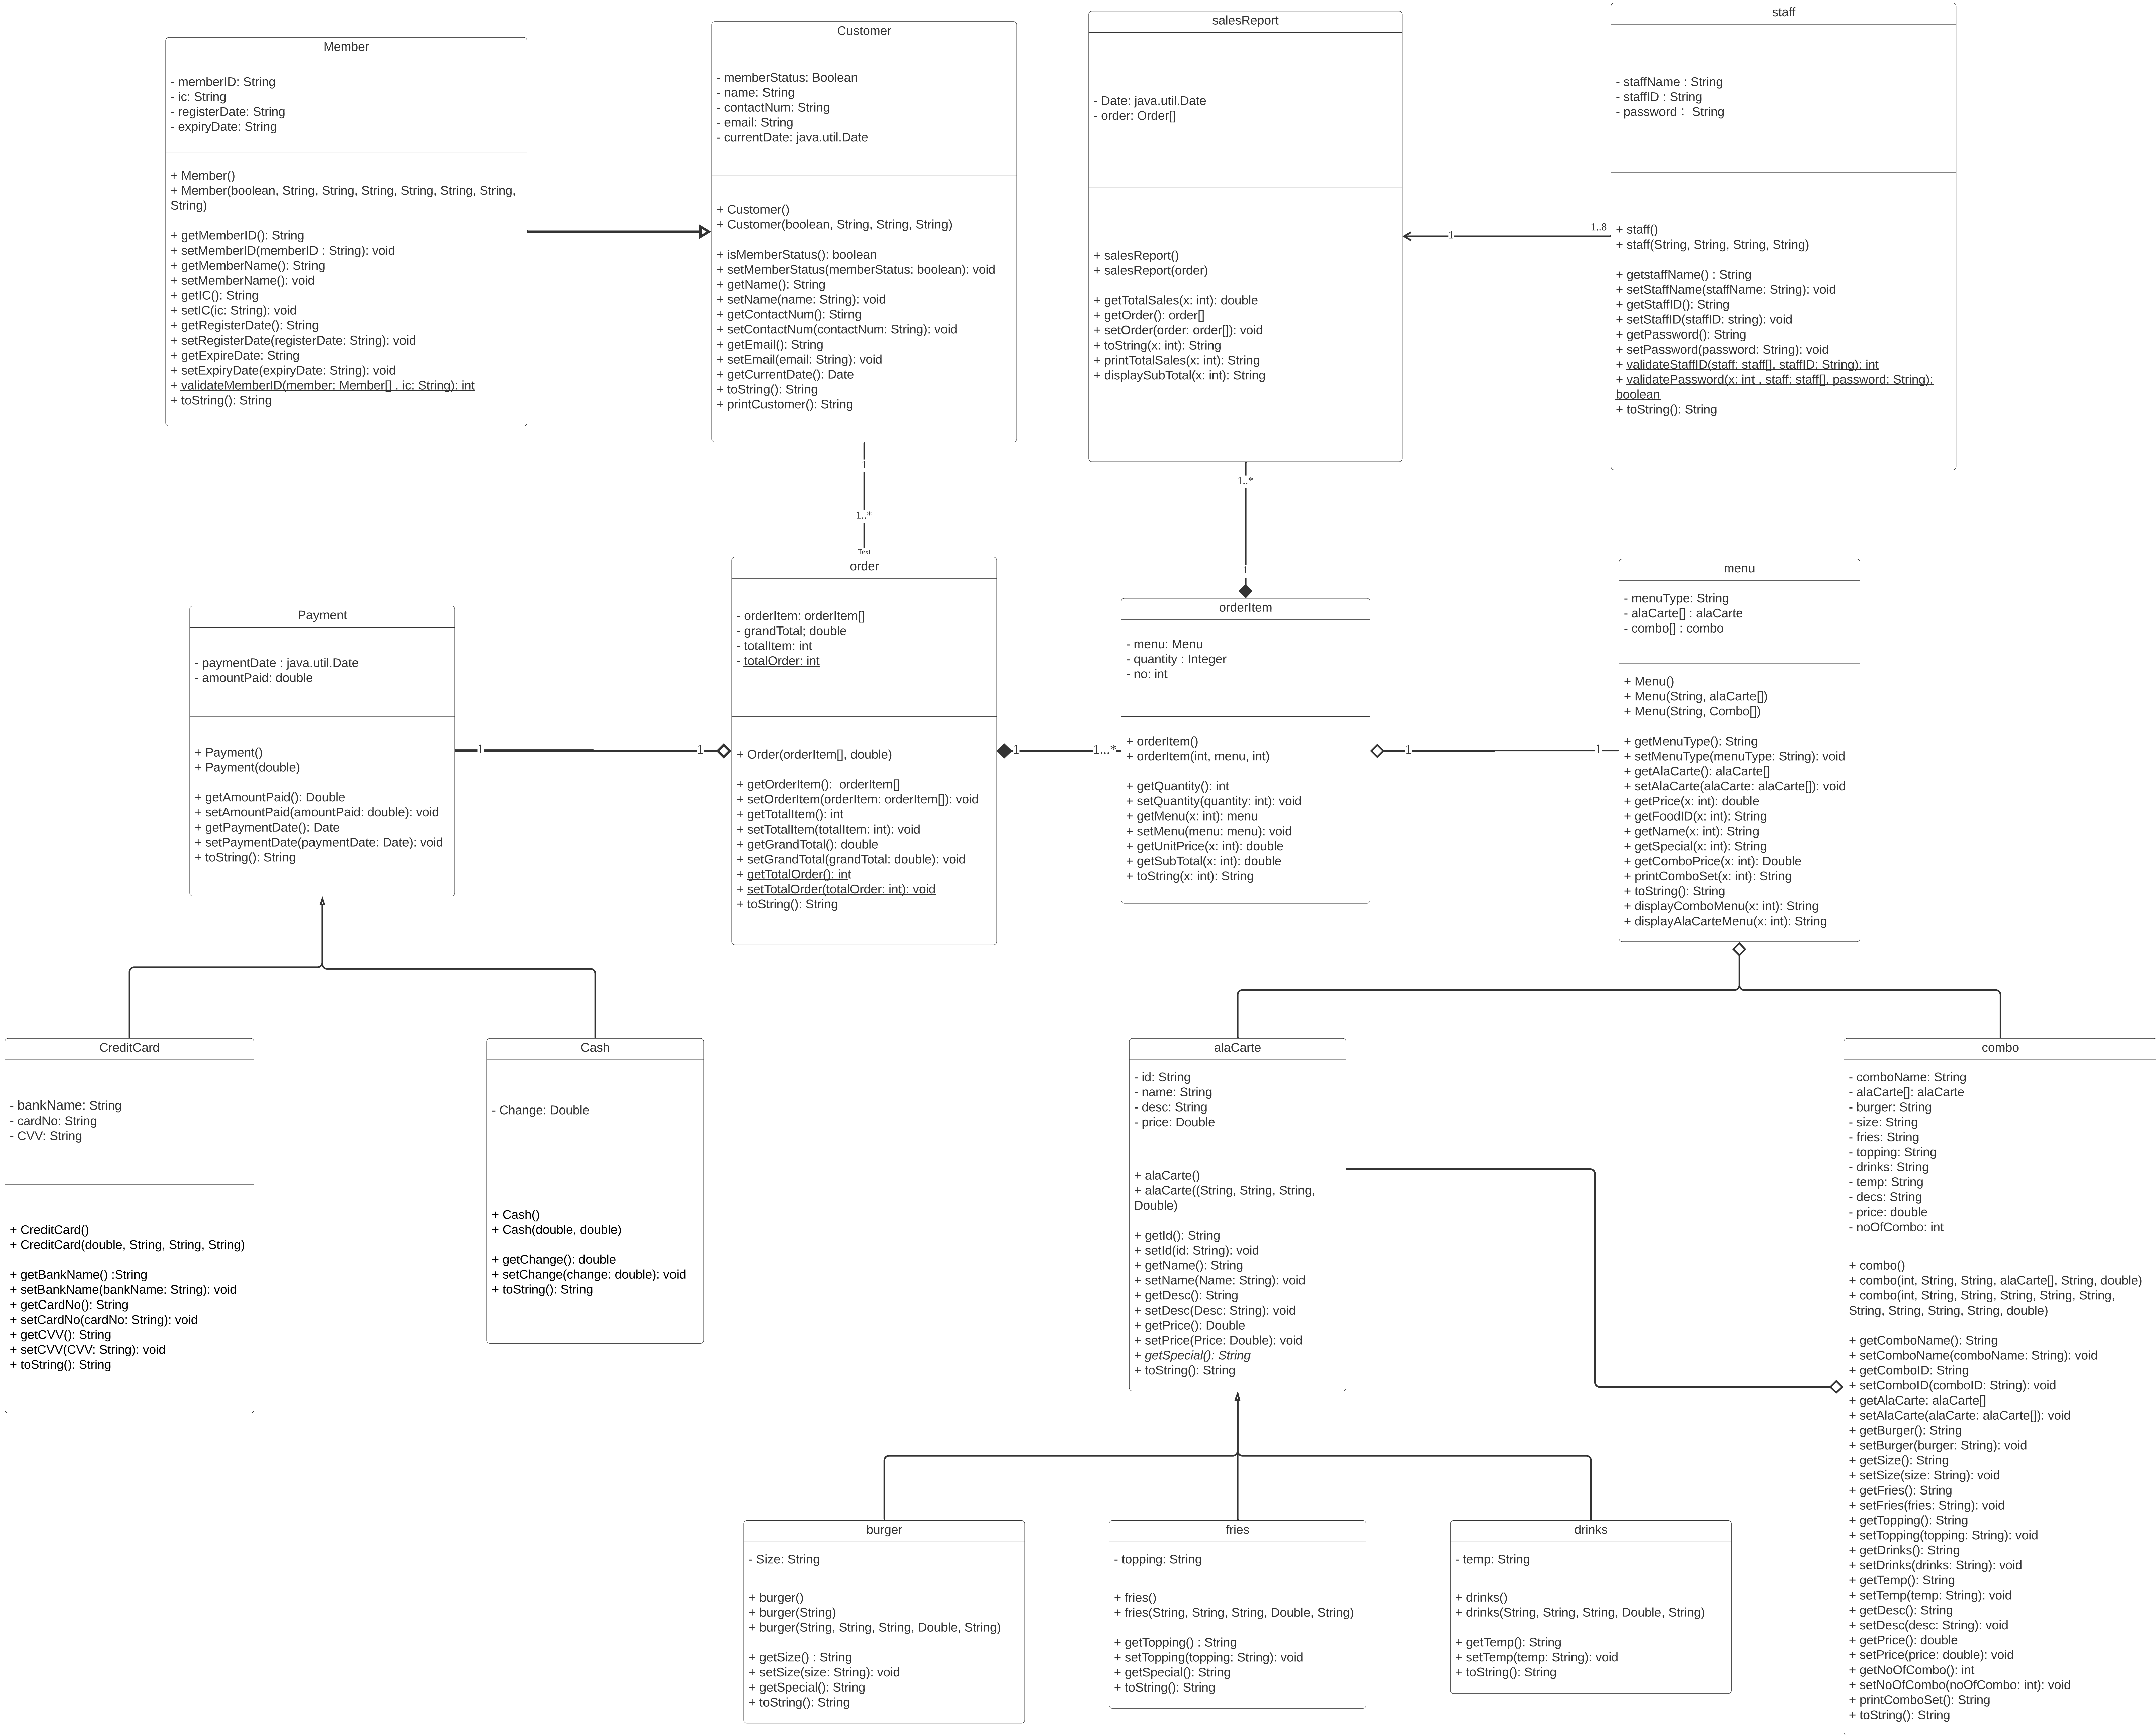 Member
- memberID: String
- ic: String
- registerDate: String
- expiryDate: String
+ Member()
+ Member(boolean, String, String, String, String, String, String,
String)
+ getMemberID(): String
+ setMemberID(memberID : String): void
+ getMemberName(): String
+ setMemberName(): void
+ getIC(): String
+ setIC(ic: String): void
+ getRegisterDate(): String
+ setRegisterDate(registerDate: String): void
+ getExpireDate: String
+ setExpiryDate(expiryDate: String): void
+ validateMemberID(member: Member[] , ic: String): int
+ toString(): String
Customer
- memberStatus: Boolean
- name: String
- contactNum: String
- email: String
- currentDate: java.util.Date
+ Customer()
+ Customer(boolean, String, String, String)
+ isMemberStatus(): boolean
+ setMemberStatus(memberStatus: boolean): void
+ getName(): String
+ setName(name: String): void
+ getContactNum(): Stirng
+ setContactNum(contactNum: String): void
+ getEmail(): String
+ setEmail(email: String): void
+ getCurrentDate(): Date
+ toString(): String
+ printCustomer(): String
salesReport
- Date: java.util.Date
- order: Order[]
+ salesReport()
+ salesReport(order)
+ getTotalSales(x: int): double
+ getOrder(): order[]
+ setOrder(order: order[]): void
+ toString(x: int): String
+ printTotalSales(x: int): String
+ displaySubTotal(x: int): String
1
1..8
staff
- staffName : String
- staffID : String
- password： String
+ staff()
+ staff(String, String, String, String)
+ getstaffName() : String
+ setStaffName(staffName: String): void
+ getStaffID(): String
+ setStaffID(staffID: string): void
+ getPassword(): String
+ setPassword(password: String): void
+ validateStaffID(staff: staff[], staffID: String): int
+ validatePassword(x: int , staff: staff[], password: String):
boolean
+ toString(): String
1
1..*
Text
1..*
1
Payment
- paymentDate : java.util.Date
- amountPaid: double
+ Payment()
+ Payment(double)
+ getAmountPaid(): Double
+ setAmountPaid(amountPaid: double): void
+ getPaymentDate(): Date
+ setPaymentDate(paymentDate: Date): void
+ toString(): String
1
1
order
- orderItem: orderItem[]
- grandTotal; double
- totalItem: int
- totalOrder: int
+ Order(orderItem[], double)
+ getOrderItem():  orderItem[]
+ setOrderItem(orderItem: orderItem[]): void
+ getTotalItem(): int
+ setTotalItem(totalItem: int): void
+ getGrandTotal(): double
+ setGrandTotal(grandTotal: double): void
+ getTotalOrder(): int
+ setTotalOrder(totalOrder: int): void
+ toString(): String
1
1...*
orderItem
- menu: Menu
- quantity : Integer
- no: int
+ orderItem()
+ orderItem(int, menu, int)
+ getQuantity(): int
+ setQuantity(quantity: int): void
+ getMenu(x: int): menu
+ setMenu(menu: menu): void
+ getUnitPrice(x: int): double
+ getSubTotal(x: int): double
+ toString(x: int): String
1
1
menu
- menuType: String
- alaCarte[] : alaCarte
- combo[] : combo
+ Menu()
+ Menu(String, alaCarte[])
+ Menu(String, Combo[])
+ getMenuType(): String
+ setMenuType(menuType: String): void
+ getAlaCarte(): alaCarte[]
+ setAlaCarte(alaCarte: alaCarte[]): void
+ getPrice(x: int): double
+ getFoodID(x: int): String
+ getName(x: int): String
+ getSpecial(x: int): String
+ getComboPrice(x: int): Double
+ printComboSet(x: int): String
+ toString(): String
+ displayComboMenu(x: int): String
+ displayAlaCarteMenu(x: int): String
CreditCard
- bankName: String
- cardNo: String
- CVV: String
+ CreditCard()
+ CreditCard(double, String, String, String)
+ getBankName() :String
+ setBankName(bankName: String): void
+ getCardNo(): String
+ setCardNo(cardNo: String): void
+ getCVV(): String
+ setCVV(CVV: String): void
+ toString(): String
Cash
- Change: Double
+ Cash()
+ Cash(double, double)
+ getChange(): double
+ setChange(change: double): void
+ toString(): String
alaCarte
- id: String
- name: String
- desc: String
- price: Double
+ alaCarte()
+ alaCarte((String, String, String,
Double)
+ getId(): String
+ setId(id: String): void
+ getName(): String
+ setName(Name: String): void
+ getDesc(): String
+ setDesc(Desc: String): void
+ getPrice(): Double
+ setPrice(Price: Double): void
+ getSpecial(): String
+ toString(): String
combo
- comboName: String
- alaCarte[]: alaCarte
- burger: String
- size: String
- fries: String
- topping: String
- drinks: String
- temp: String
- decs: String
- price: double
- noOfCombo: int
+ combo()
+ combo(int, String, String, alaCarte[], String, double)
+ combo(int, String, String, String, String, String,
String, String, String, String, double)
+ getComboName(): String
+ setComboName(comboName: String): void
+ getComboID: String
+ setComboID(comboID: String): void
+ getAlaCarte: alaCarte[]
+ setAlaCarte(alaCarte: alaCarte[]): void
+ getBurger(): String
+ setBurger(burger: String): void
+ getSize(): String
+ setSize(size: String): void
+ getFries(): String
+ setFries(fries: String): void
+ getTopping(): String
+ setTopping(topping: String): void
+ getDrinks(): String
+ setDrinks(drinks: String): void
+ getTemp(): String
+ setTemp(temp: String): void
+ getDesc(): String
+ setDesc(desc: String): void
+ getPrice(): double
+ setPrice(price: double): void
+ getNoOfCombo(): int
+ setNoOfCombo(noOfCombo: int): void
+ printComboSet(): String
+ toString(): String
burger
- Size: String
+ burger()
+ burger(String)
+ burger(String, String, String, Double, String)
+ getSize() : String
+ setSize(size: String): void
+ getSpecial(): String
+ toString(): String
fries
- topping: String
+ fries()
+ fries(String, String, String, Double, String)
+ getTopping() : String
+ setTopping(topping: String): void
+ getSpecial(): String
+ toString(): String
drinks
- temp: String
+ drinks()
+ drinks(String, String, String, Double, String)
+ getTemp(): String
+ setTemp(temp: String): void
+ toString(): String